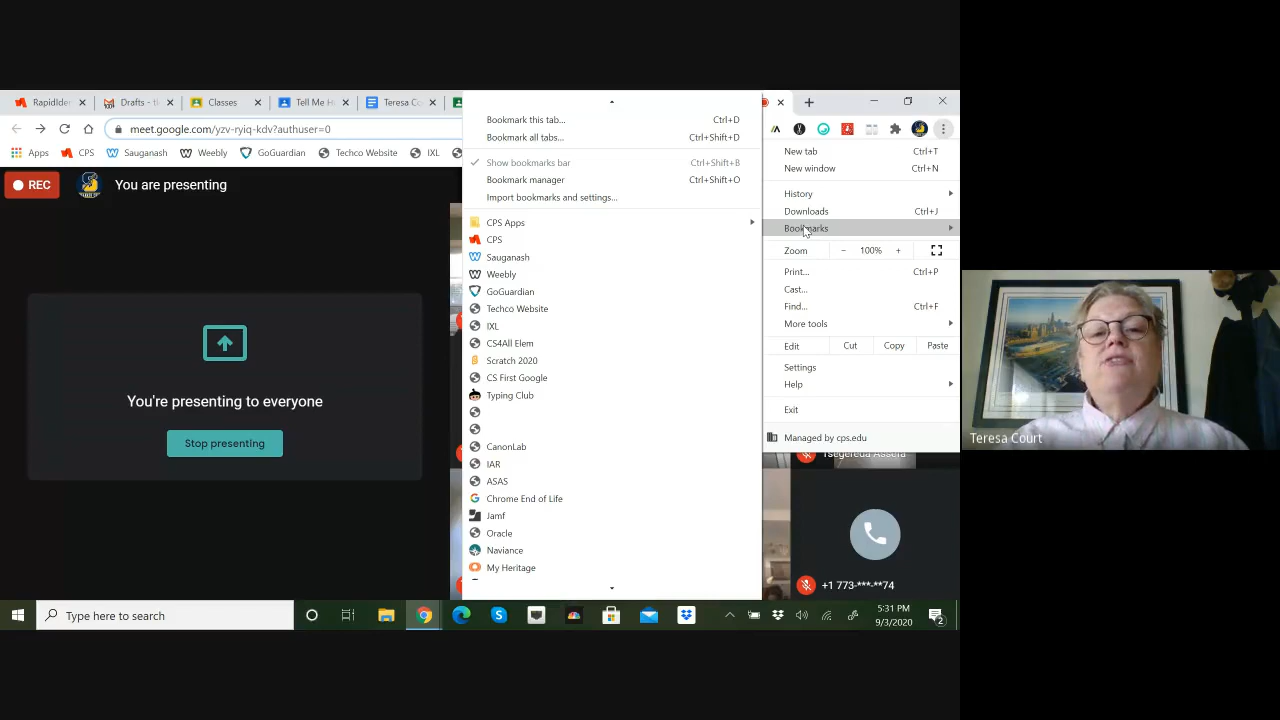 RapidIder
Drafts - ti
Classes
Tell Me H
Teresa Co
meet.google.com/yzv-ryiq-kdv?authuser=0
Apps
CPS
Sauganash
Weebly
GoGuardian
Techco Website
IXL
REC
You are presenting
You're presenting to everyone
Stop presenting
Bookmark this tab... Ctrl+D
Bookmark all tabs... Ctrl+Shift+D
Show bookmarks bar Ctrl+Shift+B
Bookmark manager Ctrl+Shift+O
Import bookmarks and settings...
CPS Apps
CPS
Sauganash
Weebly
GoGuardian
Techco Website
IXL
CS4All Elem
Scratch 2020
CS First Google
Typing Club
CanonLab
IAR
ASAS
Chrome End of Life
Jamf
Oracle
Naviance
My Heritage
New tab Ctrl+T
New window Ctrl+N
History
Downloads Ctrl+J
Bookmarks
Zoom − 100% +
Print... Ctrl+P
Cast...
Find... Ctrl+F
More tools
Edit Cut Copy Paste
Settings
Help
Exit
Managed by cps.edu
Tsegereda Assefa
+1 773-***-**74
Teresa Court
Type here to search
5:31 PM
9/3/2020
2